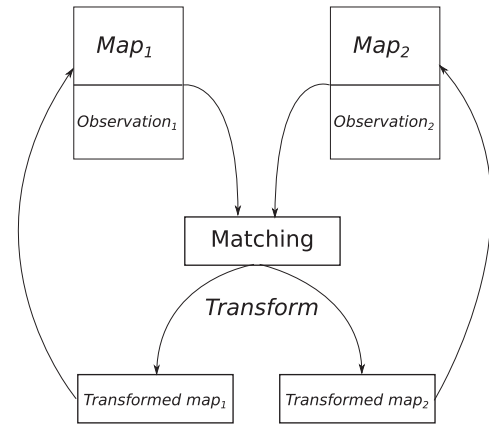 Map₁
Map₂
Observation₁
Observation₂
Matching
Transform
Transformed map₁
Transformed map₂